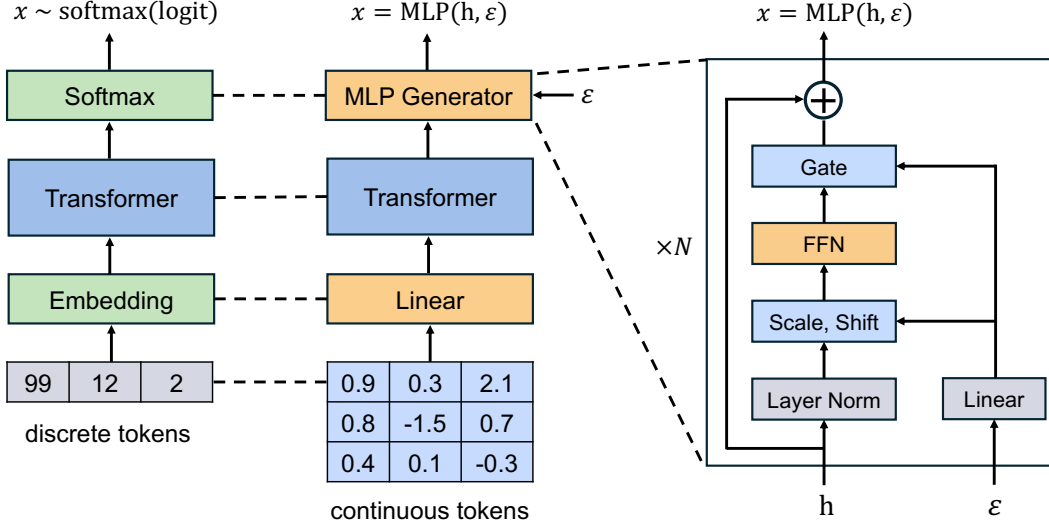 x ~ softmax(logit)
Softmax
Transformer
Embedding
99 12 2
discrete tokens
x = MLP(h, ε)
MLP Generator
ε
Transformer
Linear
0.9 0.3 2.1
0.8 -1.5 0.7
0.4 0.1 -0.3
continuous tokens
x = MLP(h, ε)
+
Gate
×N
FFN
Scale, Shift
Layer Norm
Linear
h
ε